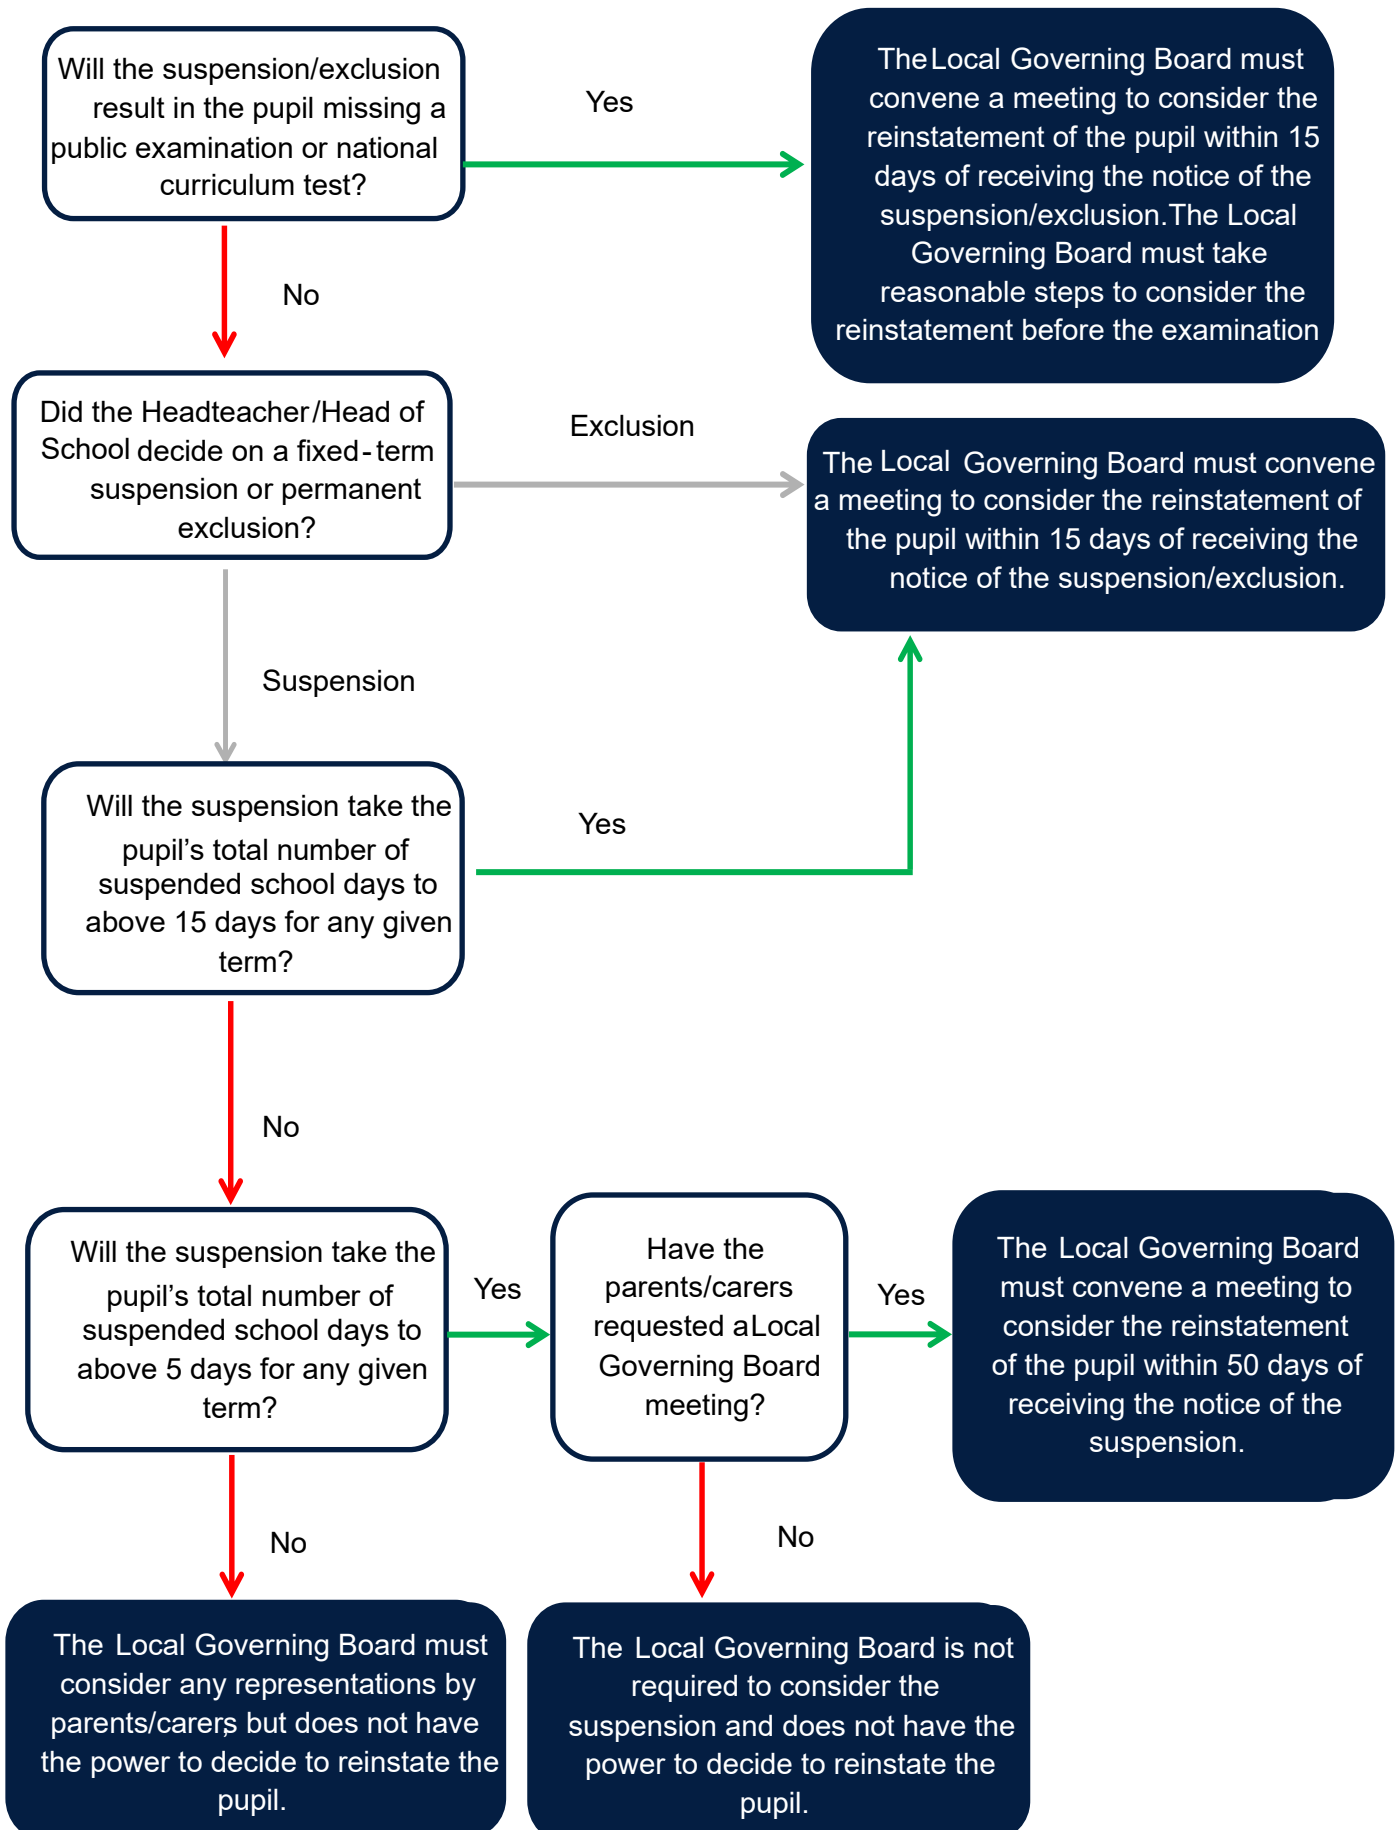 Will the suspension/exclusion
result in the pupil missing a
public examination or national
curriculum test?
Yes
The Local Governing Board must
convene a meeting to consider the
reinstatement of the pupil within 15
days of receiving the notice of the
suspension/exclusion.The Local
Governing Board must take
reasonable steps to consider the
reinstatement before the examination
No
Did the Headteacher/Head of
School decide on a fixed-term
suspension or permanent
exclusion?
Exclusion
The Local Governing Board must convene
a meeting to consider the reinstatement of
the pupil within 15 days of receiving the
notice of the suspension/exclusion.
Suspension
Will the suspension take the
pupil’s total number of
suspended school days to
above 15 days for any given
term?
Yes
No
Will the suspension take the
pupil’s total number of
suspended school days to
above 5 days for any given
term?
Yes
Have the
parents/carers
requested a Local
Governing Board
meeting?
Yes
The Local Governing Board
must convene a meeting to
consider the reinstatement
of the pupil within 50 days of
receiving the notice of the
suspension.
No
No
The Local Governing Board must
consider any representations by
parents/carers, but does not have
the power to decide to reinstate the
pupil.
The Local Governing Board is not
required to consider the
suspension and does not have the
power to decide to reinstate the
pupil.